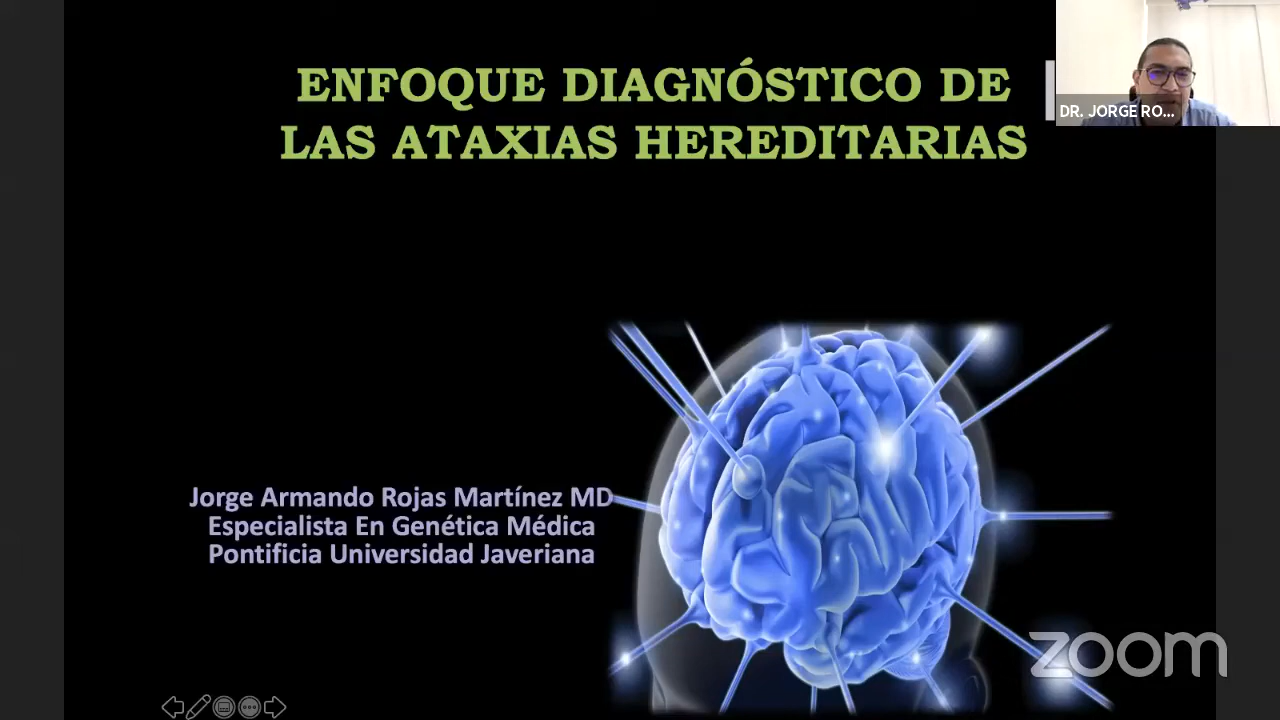 ENFOQUE DIAGNÓSTICO DE
LAS ATAXIAS HEREDITARIAS
DR. JORGE RO...
Jorge Armando Rojas Martínez MD
Especialista En Genética Médica
Pontificia Universidad Javeriana
zoom